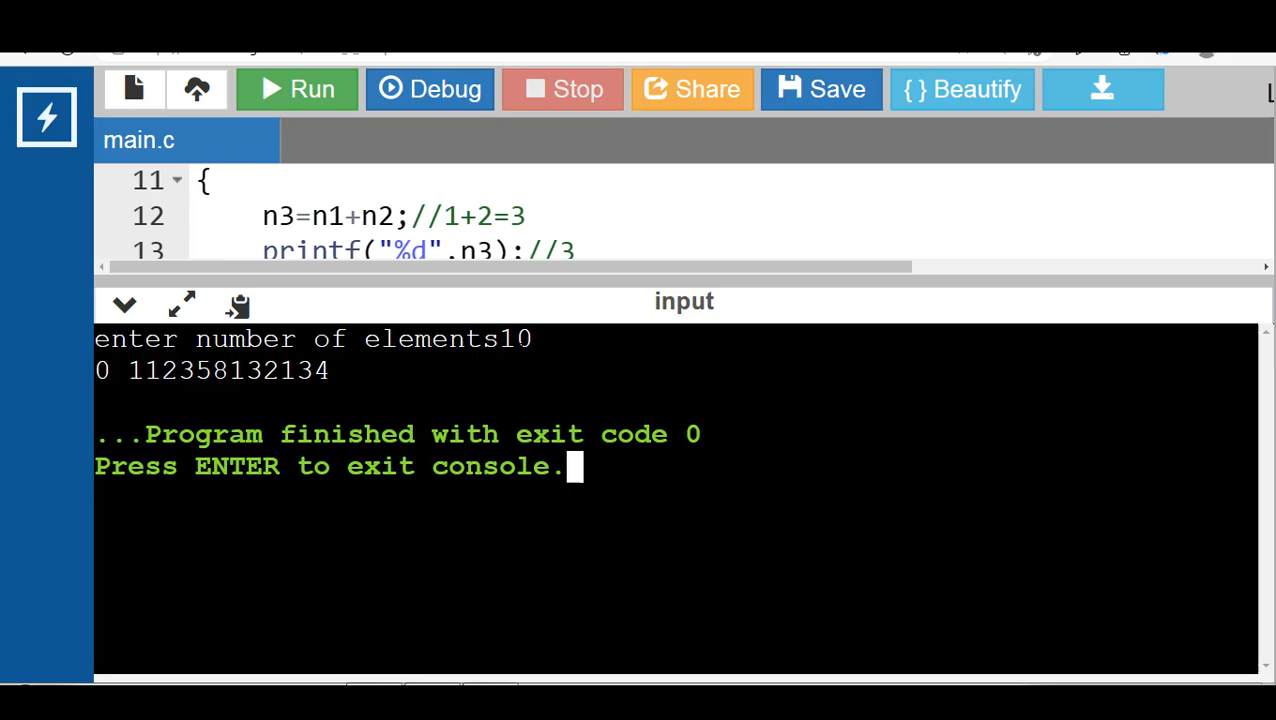 Run Debug Stop Share Save { } Beautify
main.c
11 {
12 n3=n1+n2;//1+2=3
13 printf("%d",n3);//3
input
enter number of elements10
0 112358132134
...Program finished with exit code 0
Press ENTER to exit console.